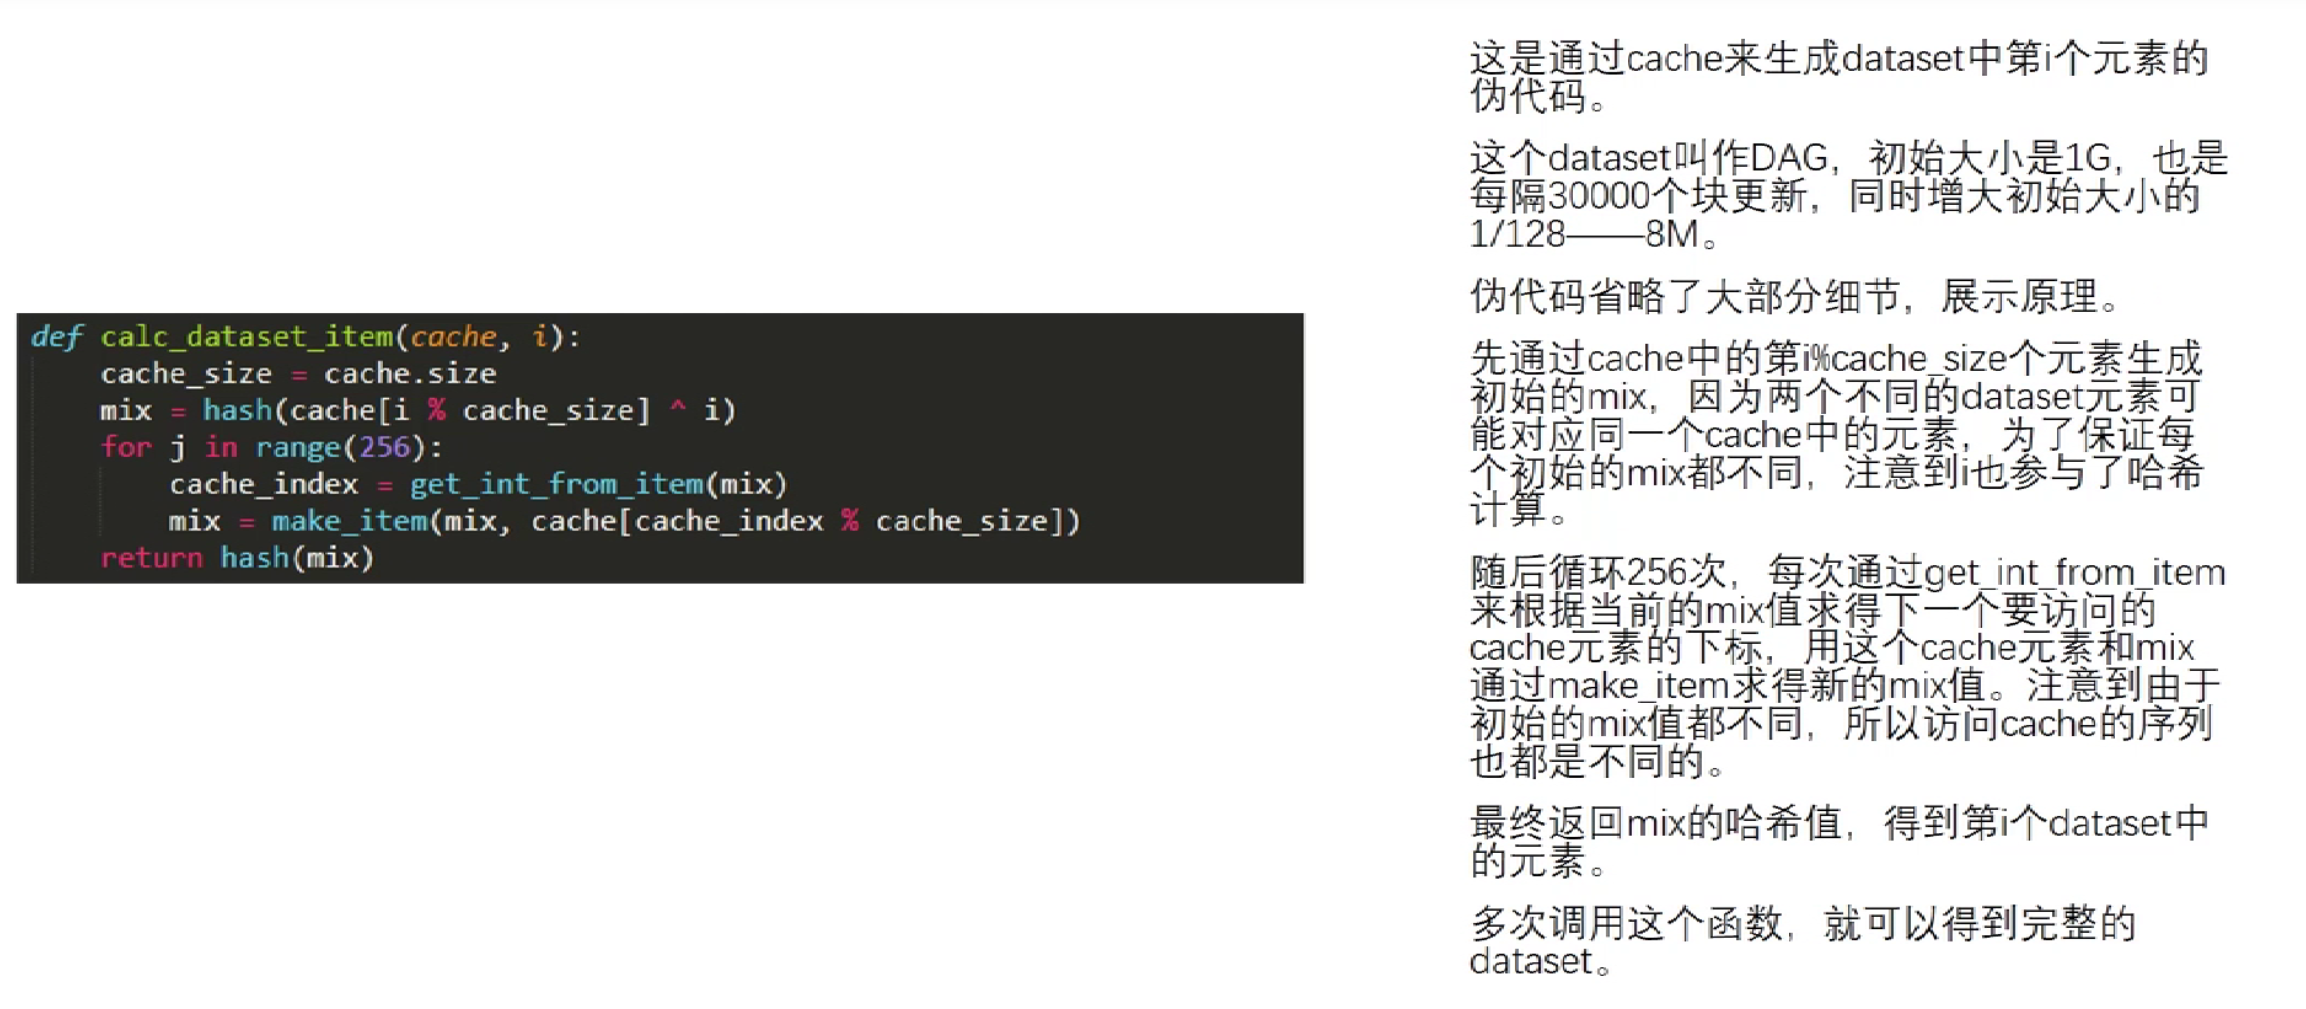 def calc_dataset_item(cache, i):
    cache_size = cache.size
    mix = hash(cache[i % cache_size] ^ i)
    for j in range(256):
        cache_index = get_int_from_item(mix)
        mix = make_item(mix, cache[cache_index % cache_size])
    return hash(mix)
这是通过cache来生成dataset中第i个元素的
伪代码。
这个dataset叫作DAG，初始大小是1G，也是
每隔30000个块更新，同时增大初始大小的
1/128——8M。
伪代码省略了大部分细节，展示原理。
先通过cache中的第i%cache_size个元素生成
初始的mix，因为两个不同的dataset元素可
能对应同一个cache中的元素，为了保证每
个初始的mix都不同，注意到i也参与了哈希
计算。
随后循环256次，每次通过get_int_from_item
来根据当前的mix值求得下一个要访问的
cache元素的下标，用这个cache元素和mix
通过make_item求得新的mix值。注意到由于
初始的mix值都不同，所以访问cache的序列
也都是不同的。
最终返回mix的哈希值，得到第i个dataset中
的元素。
多次调用这个函数，就可以得到完整的
dataset。